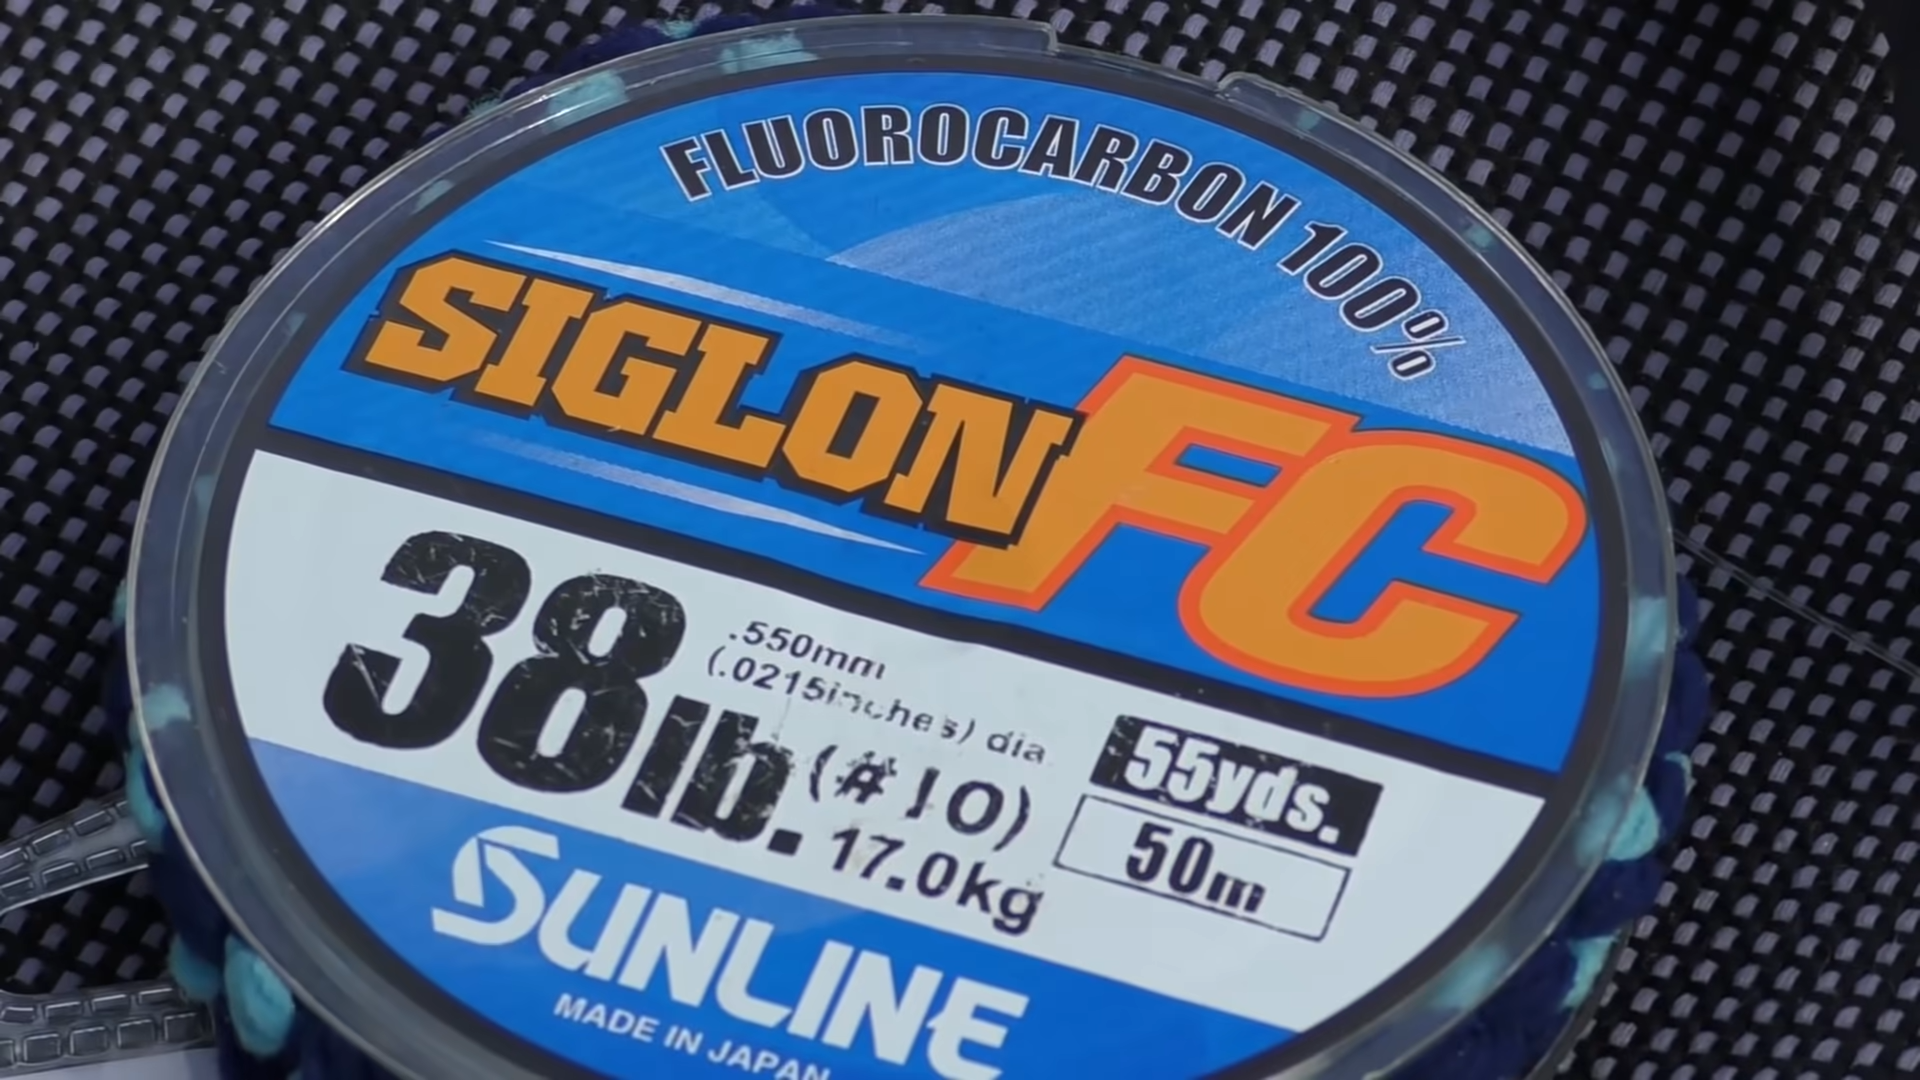 FLUOROCARBON 100%
SIGLON FC
38lb.
.550mm
(.0215inches) dia
(#10)
17.0kg
55yds.
50m
SUNLINE
MADE IN JAPAN